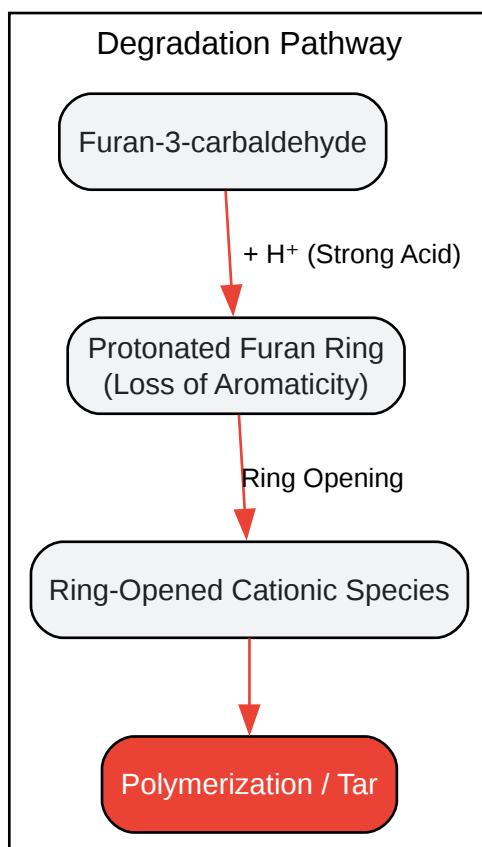 Degradation Pathway
Furan-3-carbaldehyde
+ H⁺ (Strong Acid)
Protonated Furan Ring
(Loss of Aromaticity)
Ring Opening
Ring-Opened Cationic Species
Polymerization / Tar